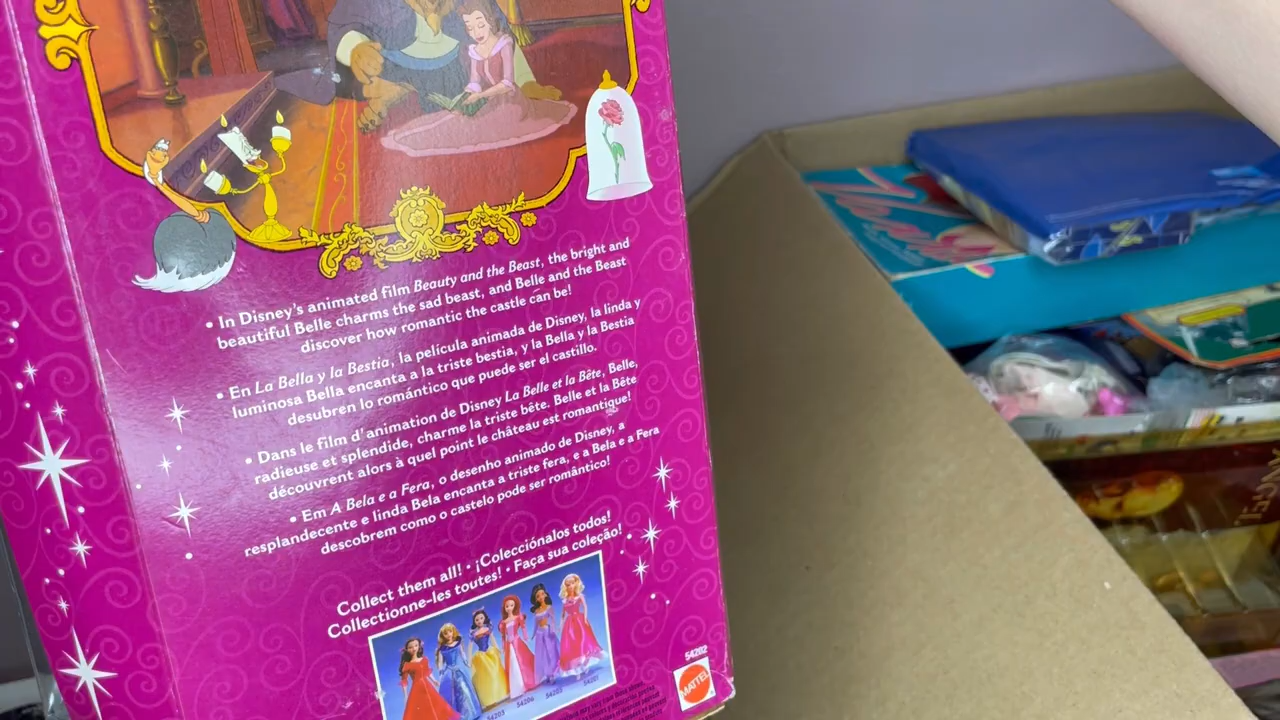 • In Disney's animated film Beauty and the Beast, the bright and
beautiful Belle charms the sad beast, and Belle and the Beast
discover how romantic the castle can be!
• En La Bella y la Bestia, la película animada de Disney, la linda y
luminosa Bella encanta a la triste bestia, y la Bella y la Bestia
desubren lo romántico que puede ser el castillo.
• Dans le film d'animation de Disney La Belle et la Bête, Belle,
radieuse et splendide, charme la triste bête. Belle et la Bête
découvrent alors à quel point le château est romantique!
• Em A Bela e a Fera, o desenho animado de Disney, a
resplandecente e linda Bela encanta a triste fera, e a Bela e a Fera
descobrem como o castelo pode ser romântico!
Collect them all! • ¡Colecciónalos todos!
Collectionne-les toutes! • Faça sua coleção!
54203 54206 54205 54201
54202
MATTEL